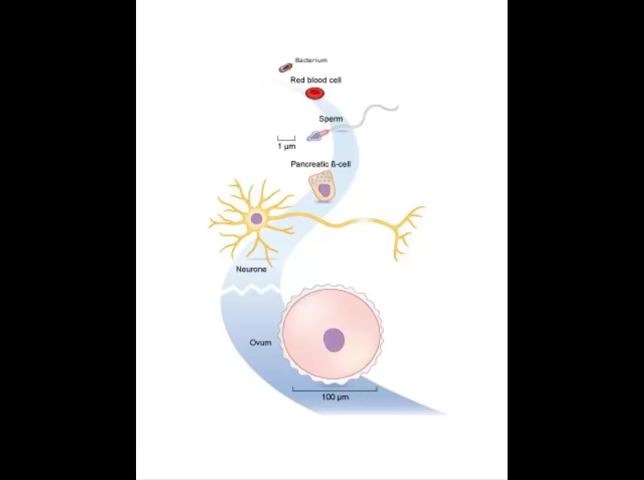 Bacterium
Red blood cell
Sperm
1 µm
Pancreatic ß-cell
Neurone
Ovum
100 µm